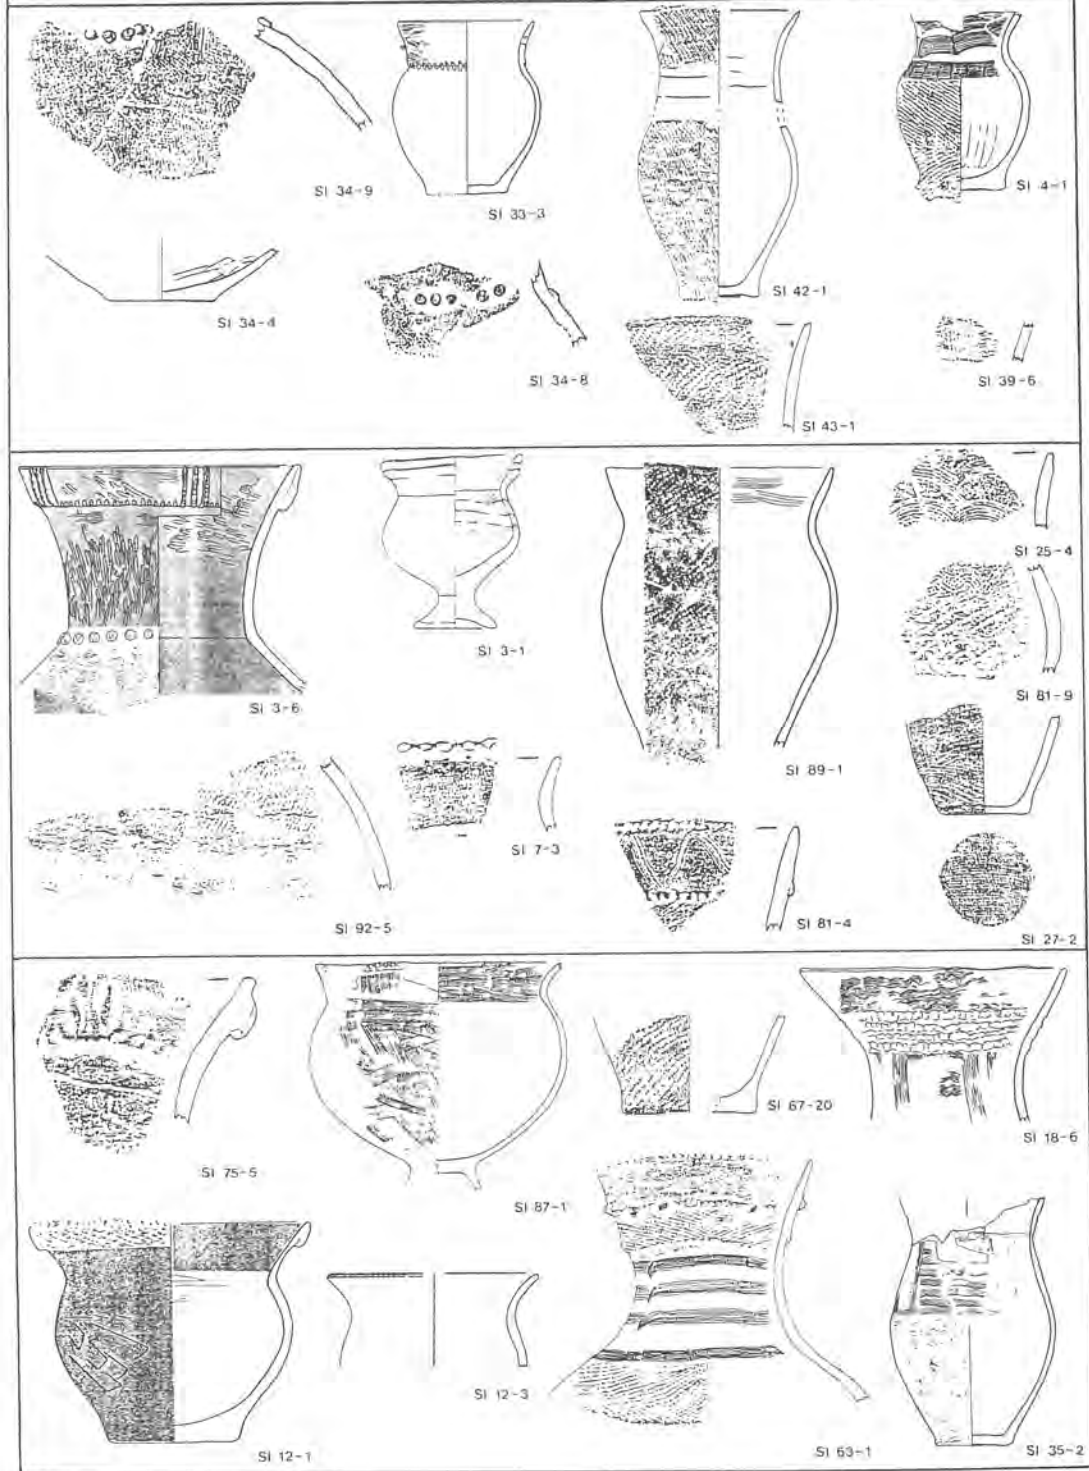 SI 34-9
SI 33-3
SI 42-1
SI 4-1
SI 34-4
SI 34-8
SI 43-1
SI 39-6
SI 3-6
SI 3-1
SI 89-1
SI 25-4
SI 81-9
SI 92-5
SI 7-3
SI 81-4
SI 27-2
SI 75-5
SI 87-1
SI 67-20
SI 18-6
SI 12-1
SI 12-3
SI 63-1
SI 35-2